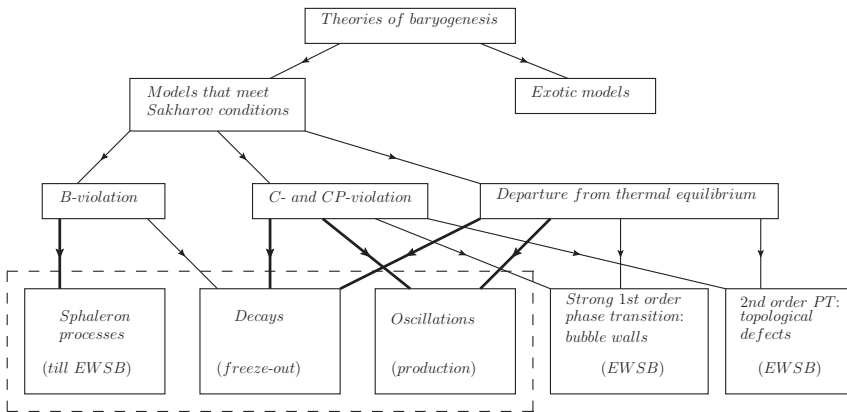 Theories of baryogenesis
Models that meet
Sakharov conditions
Exotic models
B-violation
C- and CP-violation
Departure from thermal equilibrium
Sphaleron
processes
(till EWSB)
Decays
(freeze-out)
Oscillations
(production)
Strong 1st order
phase transition:
bubble walls
(EWSB)
2nd order PT:
topological
defects
(EWSB)